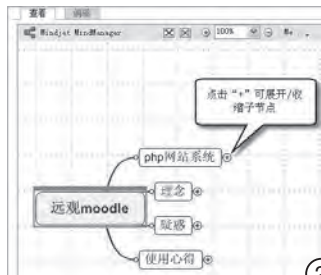 查看
Mindjet MindManager
100%
点击“+”可展开/收
缩子节点
php网站系统
理念
远观moodle
疑惑
使用心得